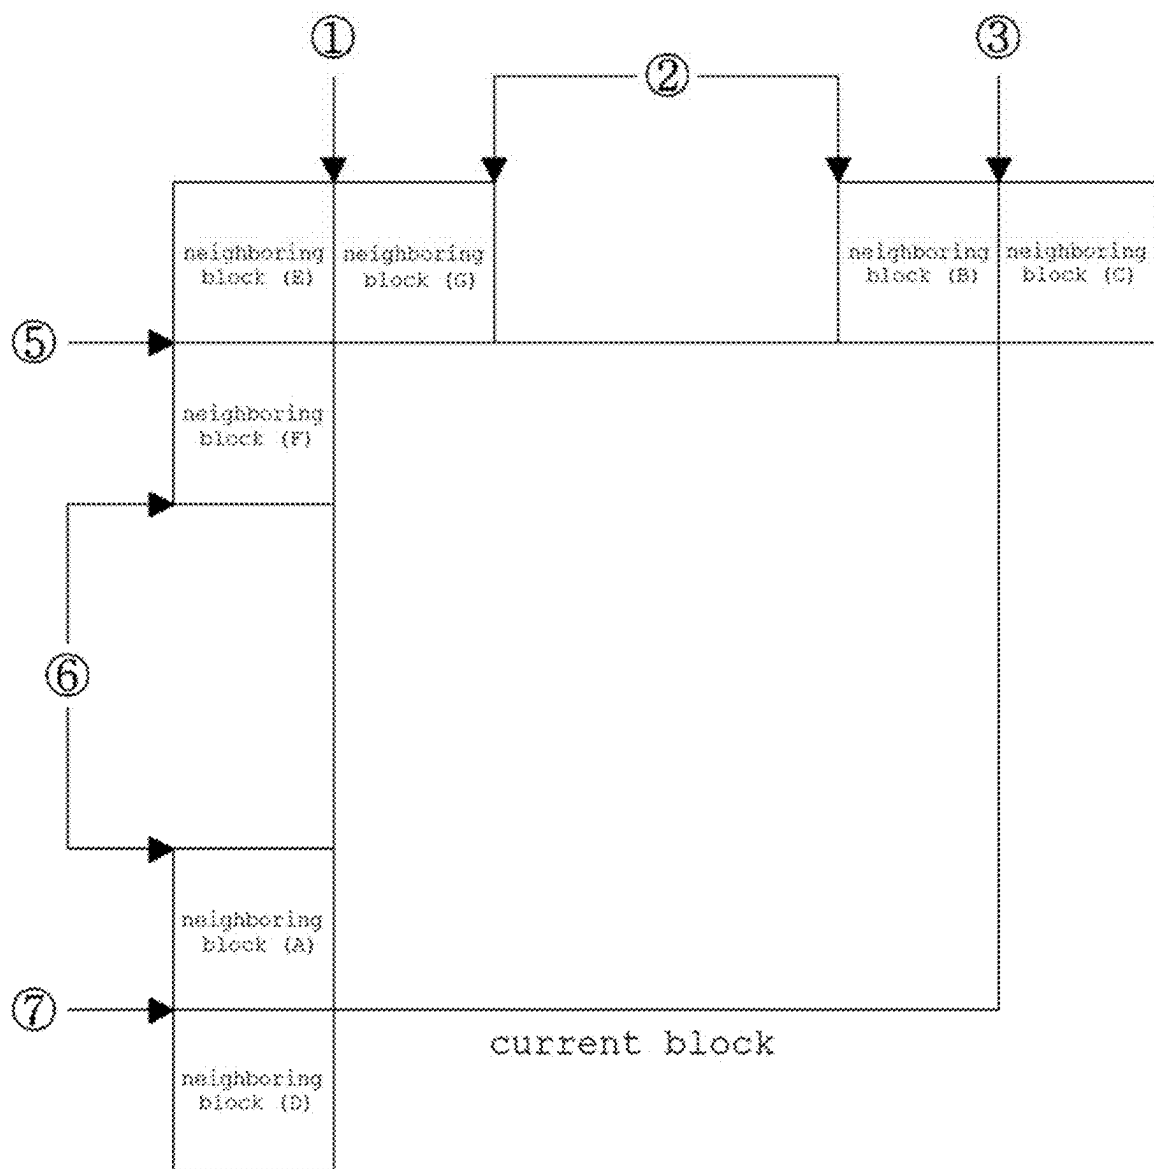 ①
③
②
neighboring
block (E)
neighboring
block (G)
neighboring
block (B)
neighboring
block (C)
⑤
neighboring
block (F)
⑥
neighboring
block (A)
⑦
current block
neighboring
block (D)